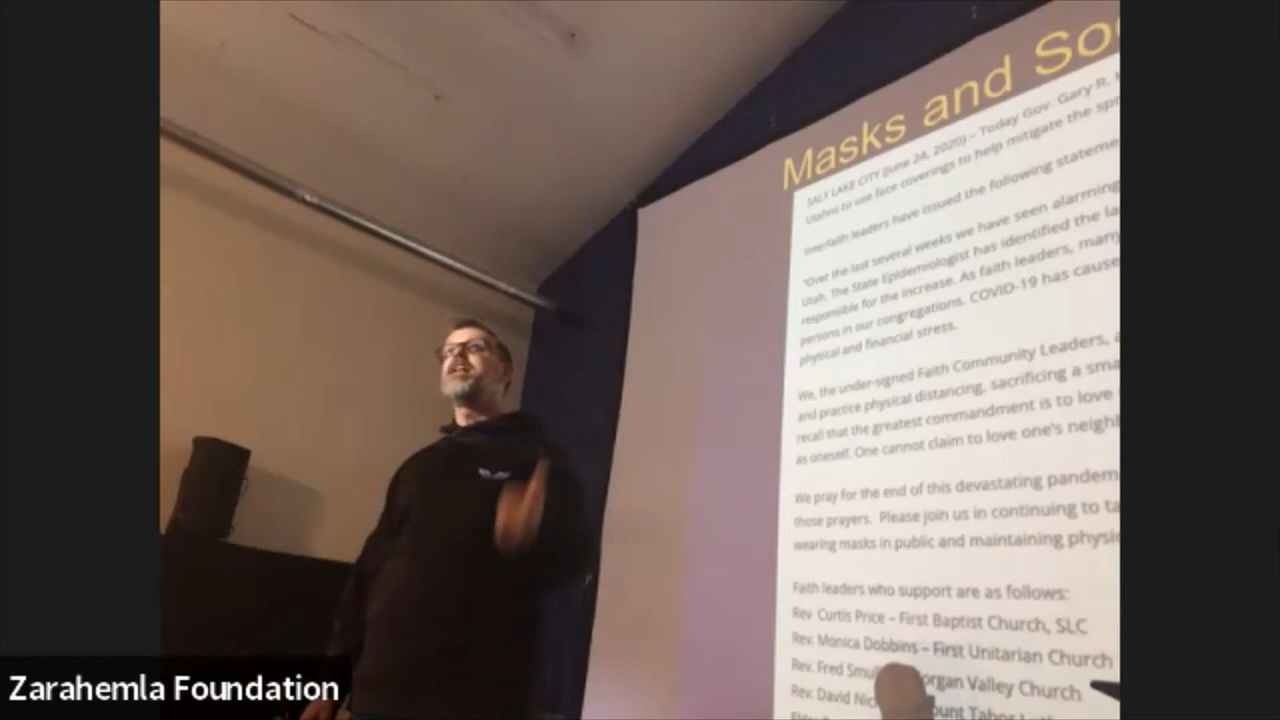 Masks and So
SALT LAKE CITY (June 24, 2020) – Today Gov. Gary R.
Utahns to use face coverings to help mitigate the spr
Interfaith leaders have issued the following stateme
"Over the last several weeks we have seen alarming
Utah. The State Epidemiologist has identified the la
responsible for the increase. As faith leaders, many
persons in our congregations. COVID-19 has cause
physical and financial stress.
We, the under-signed Faith Community Leaders, a
and practice physical distancing, sacrificing a sma
recall that the greatest commandment is to love
as oneself. One cannot claim to love one's neighb
We pray for the end of this devastating pandem
those prayers. Please join us in continuing to ta
wearing masks in public and maintaining physic
Faith leaders who support are as follows:
Rev Curtis Price – First Baptist Church, SLC
Rev. Monica Dobbins – First Unitarian Church
Rev. Fred Smu organ Valley Church
Rev. David Nic ount Tabor
Zarahemla Foundation